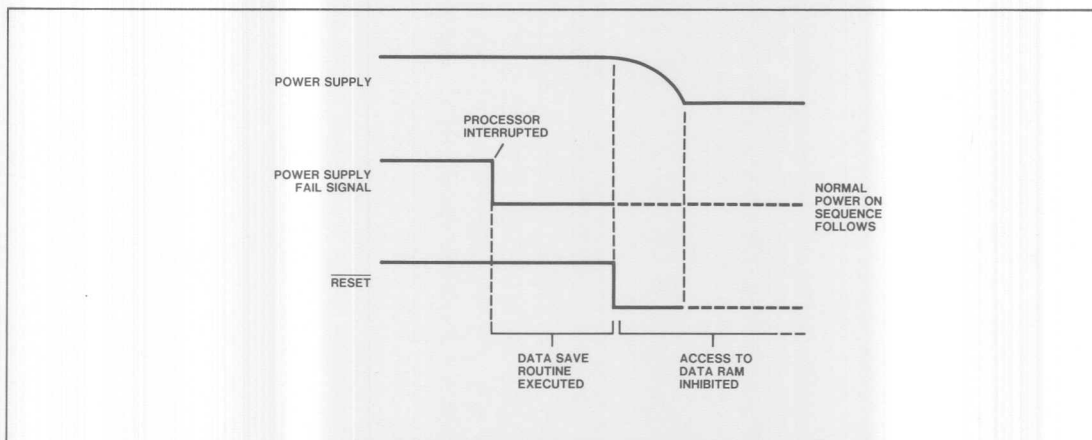 POWER SUPPLY
PROCESSOR
INTERRUPTED
POWER SUPPLY
FAIL SIGNAL
NORMAL
POWER ON
SEQUENCE
FOLLOWS
RESET
DATA SAVE
ROUTINE
EXECUTED
ACCESS TO
DATA RAM
INHIBITED